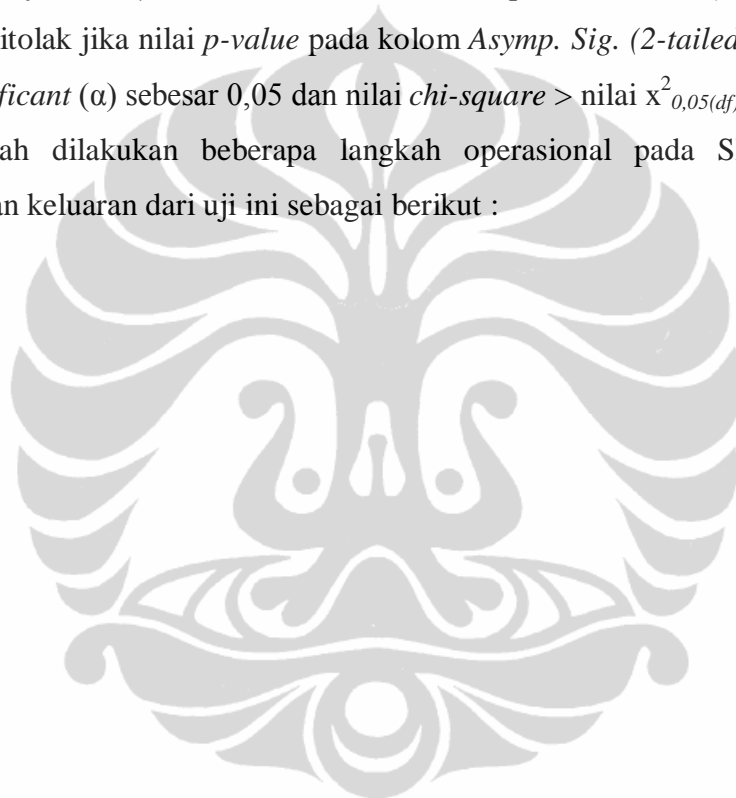 itolak jika nilai p-value pada kolom Asymp. Sig. (2-tailed
ficant (α) sebesar 0,05 dan nilai chi-square > nilai x²0,05(df)
ah dilakukan beberapa langkah operasional pada S
an keluaran dari uji ini sebagai berikut :